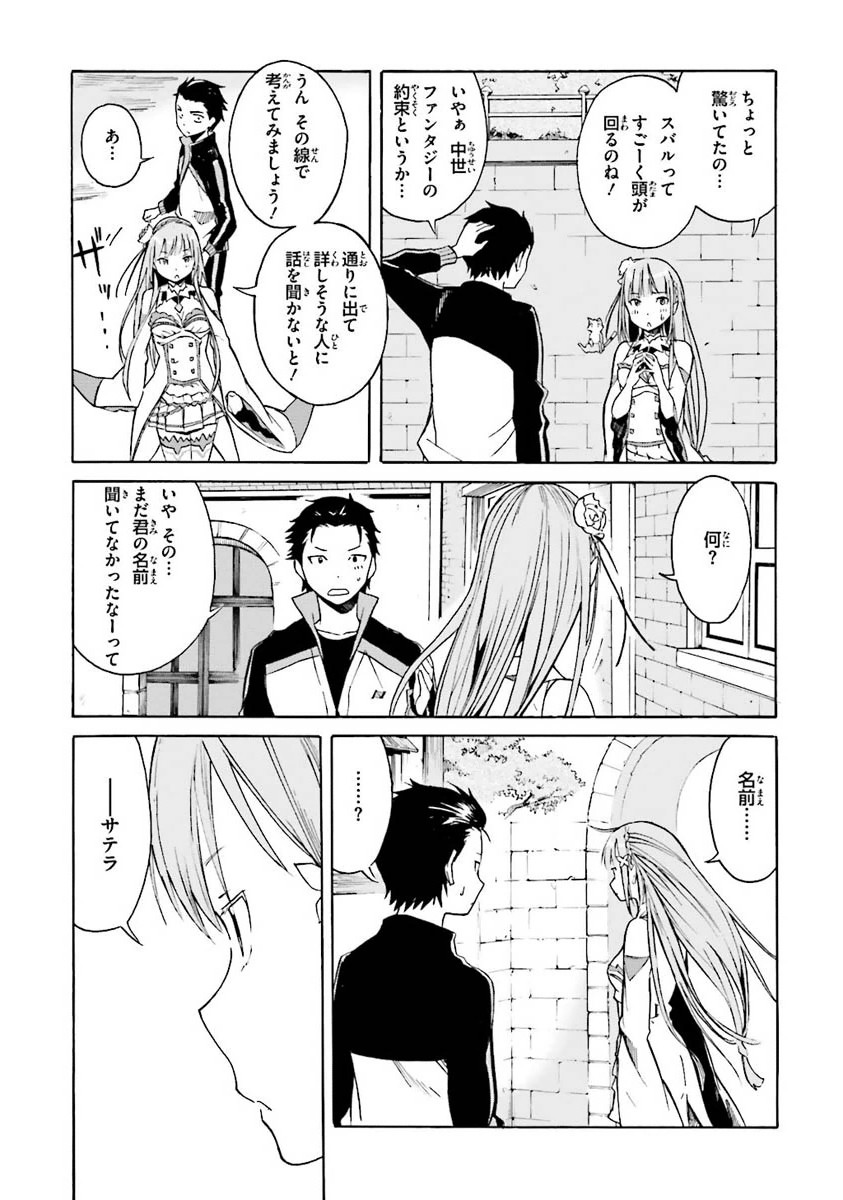 ちょっと
驚いてたの…
スバルって
すごーく頭が
回るのね!
いやぁ 中世
ファンタジーの
約束というか…
うん その線で
考えてみましょう!
通りに出て
詳しそうな人に
話を聞かないと!
あ…
何?
いや その…
まだ君の名前
聞いてなかったなーって
名前……
……?
──サテラ